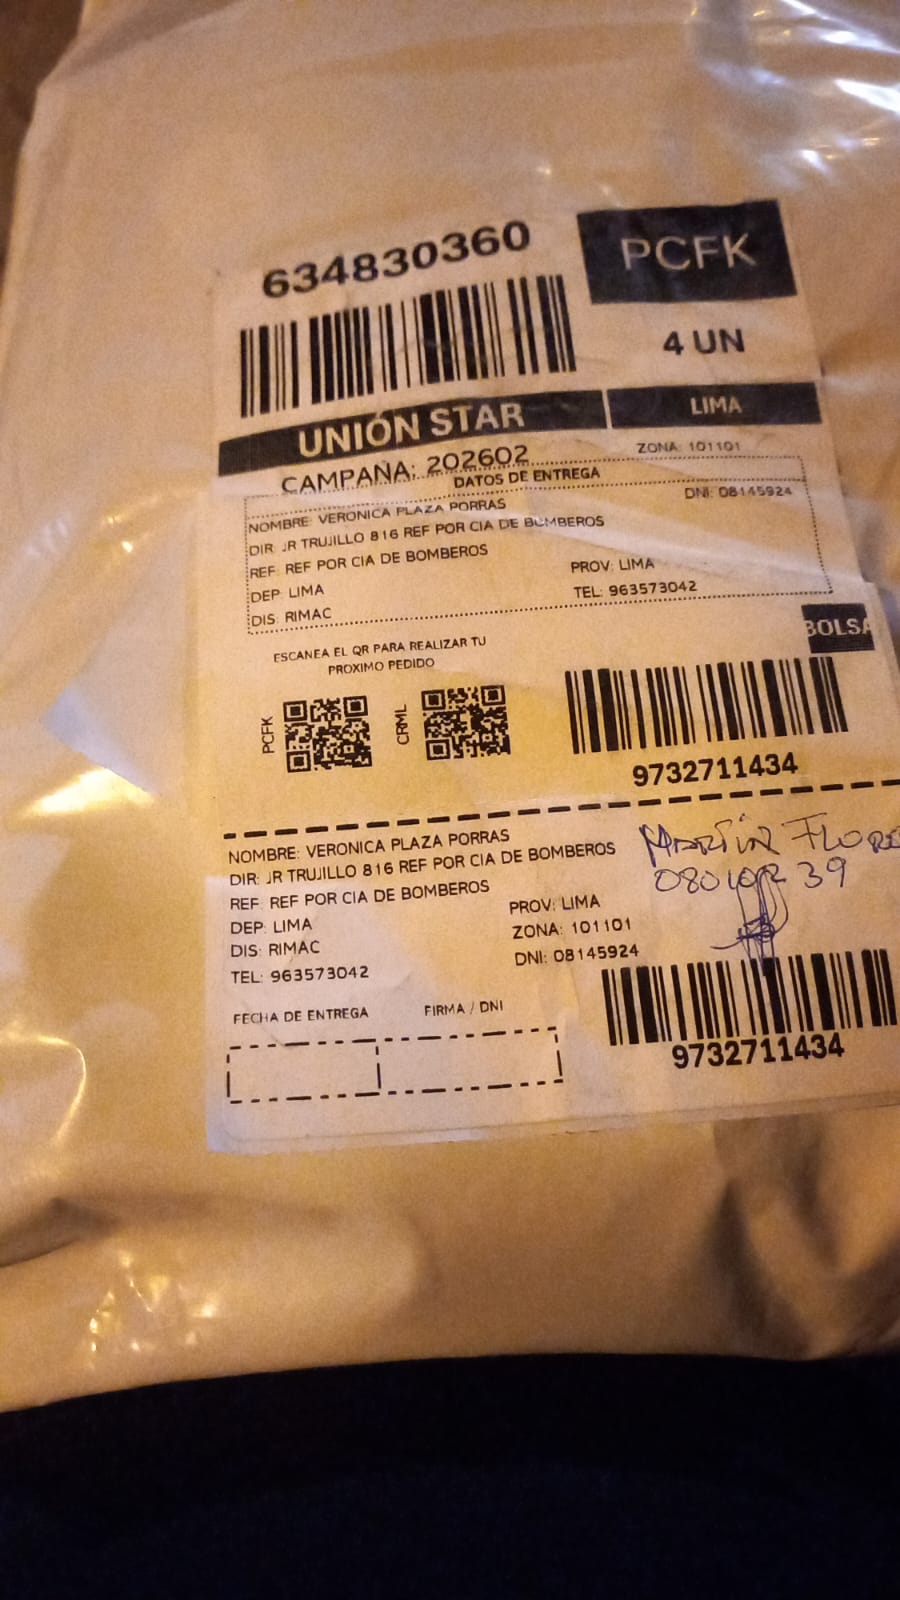 634830360
PCFK
4 UN
UNIÓN STAR
LIMA
CAMPAÑA: 202602
ZONA: 101101
DATOS DE ENTREGA
NOMBRE: VERONICA PLAZA PORRAS
DNI: 08145924
DIR: JR TRUJILLO 816 REF POR CIA DE BOMBEROS
REF: REF POR CIA DE BOMBEROS
DEP: LIMA
PROV: LIMA
DIS: RIMAC
TEL: 963573042
BOLSA
ESCANEA EL QR PARA REALIZAR TU
PROXIMO PEDIDO
PCFK
CRML
9732711434
NOMBRE: VERONICA PLAZA PORRAS
DIR: JR TRUJILLO 816 REF POR CIA DE BOMBEROS
REF: REF POR CIA DE BOMBEROS
DEP: LIMA
PROV: LIMA
DIS: RIMAC
ZONA: 101101
TEL: 963573042
DNI: 08145924
MARTÍN
FECHA DE ENTREGA
FIRMA / DNI
9732711434